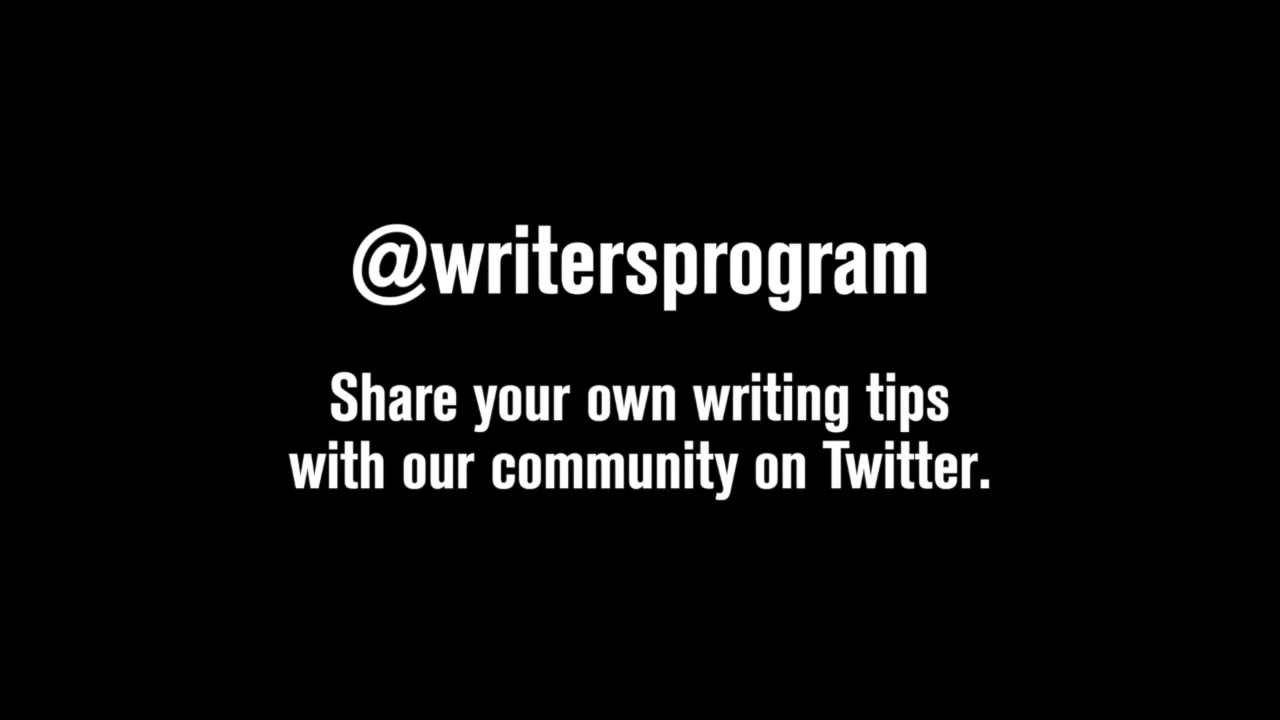 @writersprogram
Share your own writing tips
with our community on Twitter.